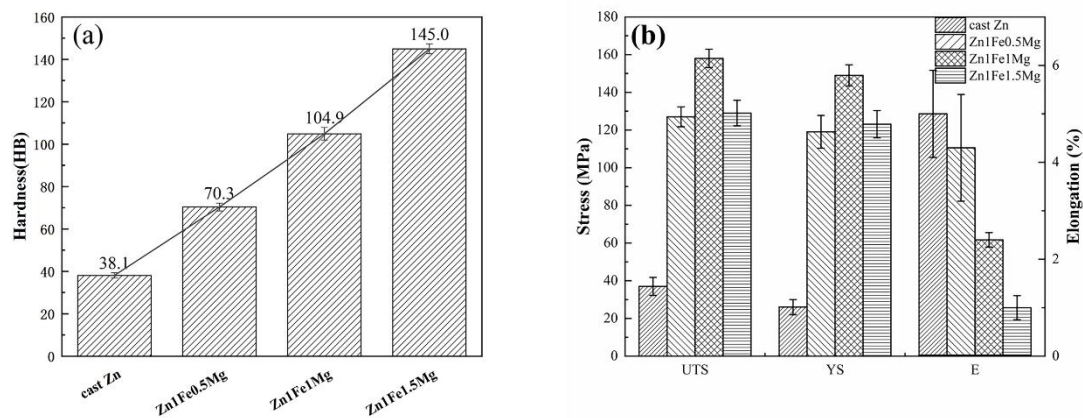 (a)
Hardness(HB)
160
140
120
100
80
60
40
20
0
38.1
70.3
104.9
145.0
cast Zn
Zn1Fe0.5Mg
Zn1Fe1Mg
Zn1Fe1.5Mg
(b)
Stress (MPa)
180
160
140
120
100
80
60
40
20
0
cast Zn
Zn1Fe0.5Mg
Zn1Fe1Mg
Zn1Fe1.5Mg
6
4
2
0
Elongation (%)
UTS
YS
E